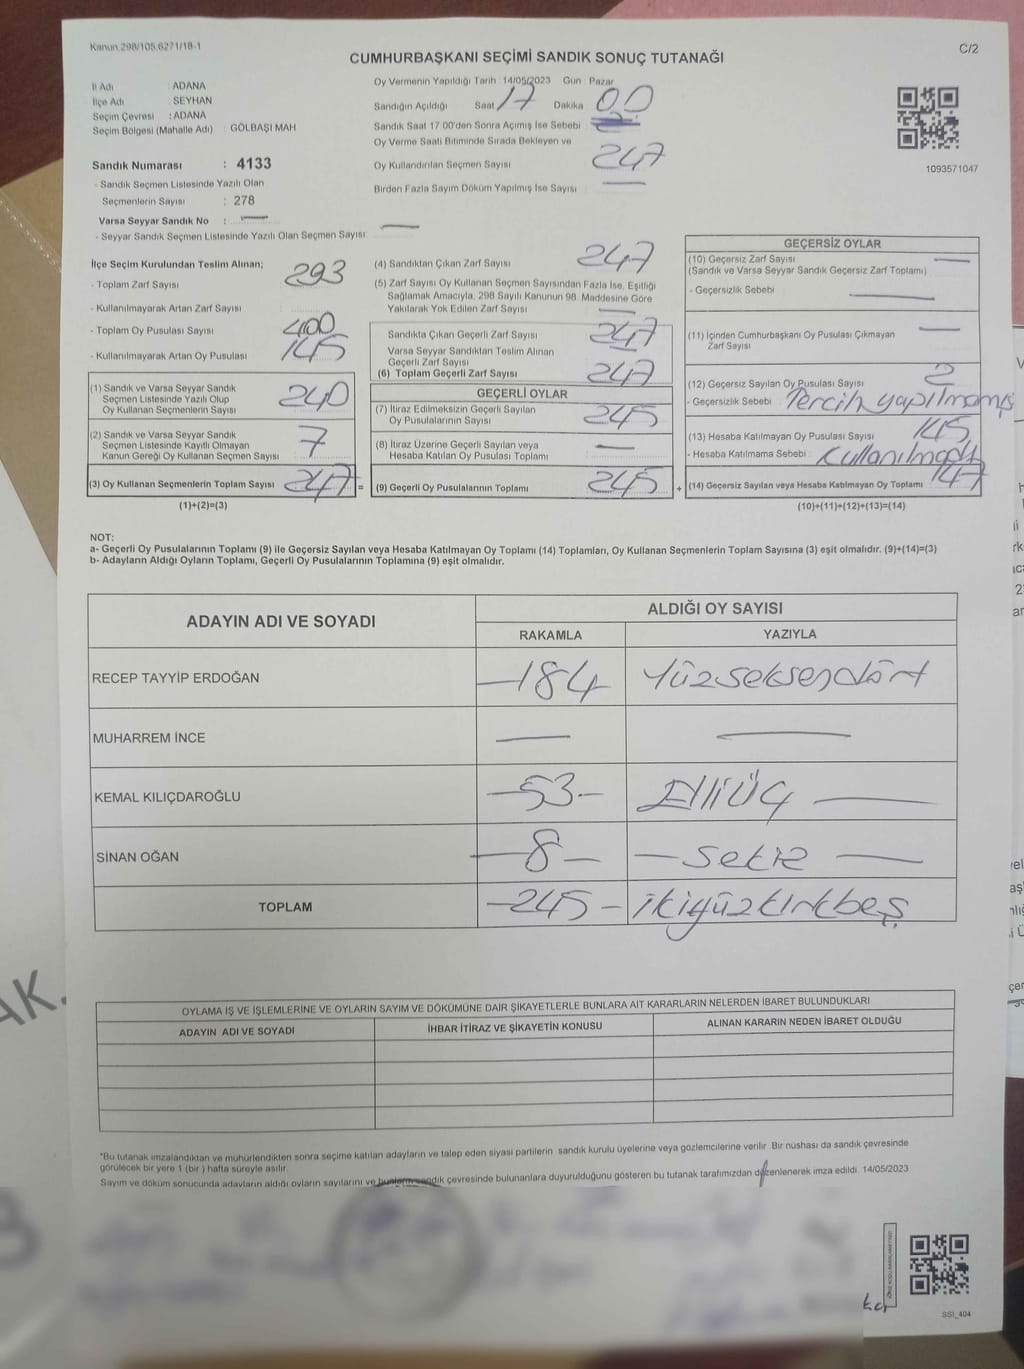 Kanun.298/105.6271/18-1
C/2
CUMHURBAŞKANI SEÇİMİ SANDIK SONUÇ TUTANAĞI
İl Adı : ADANA
İlçe Adı : SEYHAN
Seçim Çevresi : ADANA
Seçim Bölgesi (Mahalle Adı) : GÖLBAŞI MAH
Sandık Numarası : 4133
- Sandık Seçmen Listesinde Yazılı Olan
Seçmenlerin Sayısı : 278
Varsa Seyyar Sandık No :
- Seyyar Sandık Seçmen Listesinde Yazılı Olan Seçmen Sayısı
Oy Vermenin Yapıldığı Tarih : 14/05/2023 Gün : Pazar
Sandığın Açıldığı Saat 17 Dakika 00
Sandık Saat 17:00'den Sonra Açımış İse Sebebi
Oy Verme Saati Bitiminde Sırada Bekleyen ve
Oy Kullandırılan Seçmen Sayısı 247
Birden Fazla Sayım Döküm Yapılmış İse Sayısı
1093571047
İlçe Seçim Kurulundan Teslim Alınan;
- Toplam Zarf Sayısı 293
- Kullanılmayarak Artan Zarf Sayısı
- Toplam Oy Pusulası Sayısı 400
- Kullanılmayarak Artan Oy Pusulası 145
(1) Sandık ve Varsa Seyyar Sandık
Seçmen Listesinde Yazılı Olup
Oy Kullanan Seçmenlerin Sayısı 240
(2) Sandık ve Varsa Seyyar Sandık
Seçmen Listesinde Kayıtlı Olmayan
Kanun Gereği Oy Kullanan Seçmen Sayısı 7
(3) Oy Kullanan Seçmenlerin Toplam Sayısı 247 =
(1)+(2)=(3)
(4) Sandıktan Çıkan Zarf Sayısı 247
(5) Zarf Sayısı Oy Kullanan Seçmen Sayısından Fazla İse, Eşitliği
Sağlamak Amacıyla, 298 Sayılı Kanunun 98. Maddesine Göre
Yakılarak Yok Edilen Zarf Sayısı
Sandıkta Çıkan Geçerli Zarf Sayısı 247
Varsa Seyyar Sandıktan Teslim Alınan
Geçerli Zarf Sayısı
(6) Toplam Geçerli Zarf Sayısı 247
GEÇERLİ OYLAR
(7) İtiraz Edilmeksizin Geçerli Sayılan
Oy Pusulalarının Sayısı 245
(8) İtiraz Üzerine Geçerli Sayılan veya
Hesaba Katılan Oy Pusulası Toplamı
(9) Geçerli Oy Pusulalarının Toplamı 245 +
GEÇERSİZ OYLAR
(10) Geçersiz Zarf Sayısı
(Sandık ve Varsa Seyyar Sandık Geçersiz Zarf Toplamı)
- Geçersizlik Sebebi
(11) İçinden Cumhurbaşkanı Oy Pusulası Çıkmayan
Zarf Sayısı
(12) Geçersiz Sayılan Oy Pusulası Sayısı 2
- Geçersizlik Sebebi Tercih yapılmamış
(13) Hesaba Katılmayan Oy Pusulası Sayısı 145
- Hesaba Katılmama Sebebi Kullanılmadı
(14) Geçersiz Sayılan veya Hesaba Katılmayan Oy Toplamı 147
(10)+(11)+(12)+(13)=(14)
NOT:
a- Geçerli Oy Pusulalarının Toplamı (9) ile Geçersiz Sayılan veya Hesaba Katılmayan Oy Toplamı (14) Toplamları, Oy Kullanan Seçmenlerin Toplam Sayısına (3) eşit olmalıdır. (9)+(14)=(3)
b- Adayların Aldığı Oyların Toplamı, Geçerli Oy Pusulalarının Toplamına (9) eşit olmalıdır.
ADAYIN ADI VE SOYADI
ALDIĞI OY SAYISI
RAKAMLA YAZIYLA
RECEP TAYYİP ERDOĞAN -184- Yüzseksendört
MUHARREM İNCE
KEMAL KILIÇDAROĞLU -53- Elliüç
SİNAN OĞAN -8- - sekiz
TOPLAM -245- ikiyüzkırkbeş
OYLAMA İŞ VE İŞLEMLERİNE VE OYLARIN SAYIM VE DÖKÜMÜNE DAİR ŞİKAYETLERLE BUNLARA AİT KARARLARIN NELERDEN İBARET BULUNDUKLARI
ADAYIN ADI VE SOYADI İHBAR İTİRAZ VE ŞİKAYETİN KONUSU ALINAN KARARIN NEDEN İBARET OLDUĞU
*Bu tutanak imzalandıktan ve mühürlendikten sonra seçime katılan adayların ve talep eden siyasi partilerin sandık kurulu üyelerine veya gözlemcilerine verilir. Bir nüshası da sandık çevresinde
görülecek bir yere 1 (bir) hafta süreyle asılır.
Sayım ve döküm sonucunda adayların aldığı oyların sayılarını ve bunların sandık çevresinde bulunanlara duyurulduğunu gösteren bu tutanak tarafımızdan düzenlenerek imza edildi. 14/05/2023
SSI_404
AK.